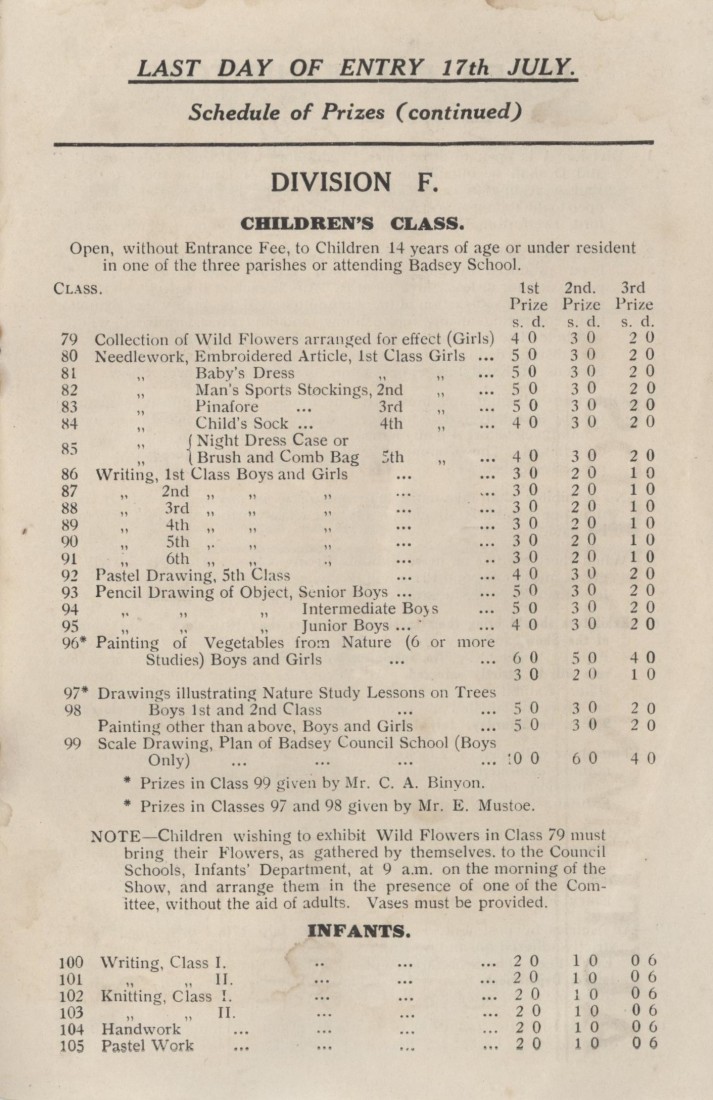 LAST DAY OF ENTRY 17th JULY.
Schedule of Prizes (continued)
DIVISION F.
CHILDREN'S CLASS.
Open, without Entrance Fee, to Children 14 years of age or under resident
in one of the three parishes or attending Badsey School.
CLASS. 1st 2nd. 3rd
Prize Prize Prize
s. d. s. d. s. d.
79 Collection of Wild Flowers arranged for effect (Girls) 4 0 3 0 2 0
80 Needlework, Embroidered Article, 1st Class Girls ... 5 0 3 0 2 0
81 ,, Baby's Dress ,, ,, ... 5 0 3 0 2 0
82 ,, Man's Sports Stockings, 2nd ,, ... 5 0 3 0 2 0
83 ,, Pinafore ... 3rd ,, ... 5 0 3 0 2 0
84 ,, Child's Sock ... 4th ,, ... 4 0 3 0 2 0
85 ,, { Night Dress Case or
,, { Brush and Comb Bag 5th ,, ... 4 0 3 0 2 0
86 Writing, 1st Class Boys and Girls ... ... 3 0 2 0 1 0
87 ,, 2nd ,, ,, ,, ... ... 3 0 2 0 1 0
88 ,, 3rd ,, ,, ,, ... ... 3 0 2 0 1 0
89 ,, 4th ,, ,, ,, ... ... 3 0 2 0 1 0
90 ,, 5th ,, ,, ,, ... ... 3 0 2 0 1 0
91 ,, 6th ,, ,, ,, ... .. 3 0 2 0 1 0
92 Pastel Drawing, 5th Class ... ... 4 0 3 0 2 0
93 Pencil Drawing of Object, Senior Boys ... ... 5 0 3 0 2 0
94 ,, ,, ,, Intermediate Boys ... 5 0 3 0 2 0
95 ,, ,, ,, Junior Boys ... ... 4 0 3 0 2 0
96* Painting of Vegetables from Nature (6 or more
Studies) Boys and Girls ... ... 6 0 5 0 4 0
3 0 2 0 1 0
97* Drawings illustrating Nature Study Lessons on Trees
98 Boys 1st and 2nd Class ... ... 5 0 3 0 2 0
Painting other than above, Boys and Girls ... 5 0 3 0 2 0
99 Scale Drawing, Plan of Badsey Council School (Boys
Only) ... ... ... ... 10 0 6 0 4 0
* Prizes in Class 99 given by Mr. C. A. Binyon.
* Prizes in Classes 97 and 98 given by Mr. E. Mustoe.
NOTE—Children wishing to exhibit Wild Flowers in Class 79 must
bring their Flowers, as gathered by themselves. to the Council
Schools, Infants' Department, at 9 a.m. on the morning of the
Show, and arrange them in the presence of one of the Com-
ittee, without the aid of adults. Vases must be provided.
INFANTS.
100 Writing, Class I. .. ... ... 2 0 1 0 0 6
101 ,, ,, II. ... ... ... 2 0 1 0 0 6
102 Knitting, Class I. ... ... ... 2 0 1 0 0 6
103 ,, ,, II. ... ... ... 2 0 1 0 0 6
104 Handwork ... ... ... ... 2 0 1 0 0 6
105 Pastel Work ... ... ... ... 2 0 1 0 0 6